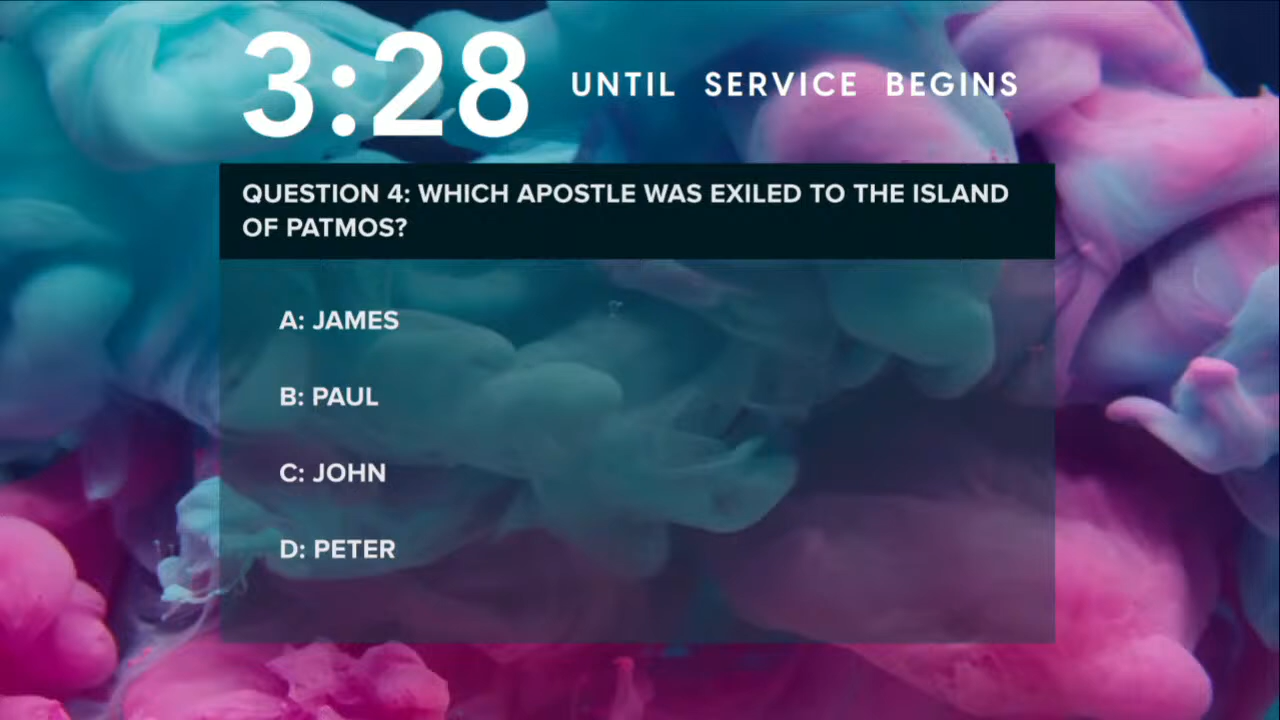 3:28 UNTIL SERVICE BEGINS
QUESTION 4: WHICH APOSTLE WAS EXILED TO THE ISLAND
OF PATMOS?
A: JAMES
B: PAUL
C: JOHN
D: PETER